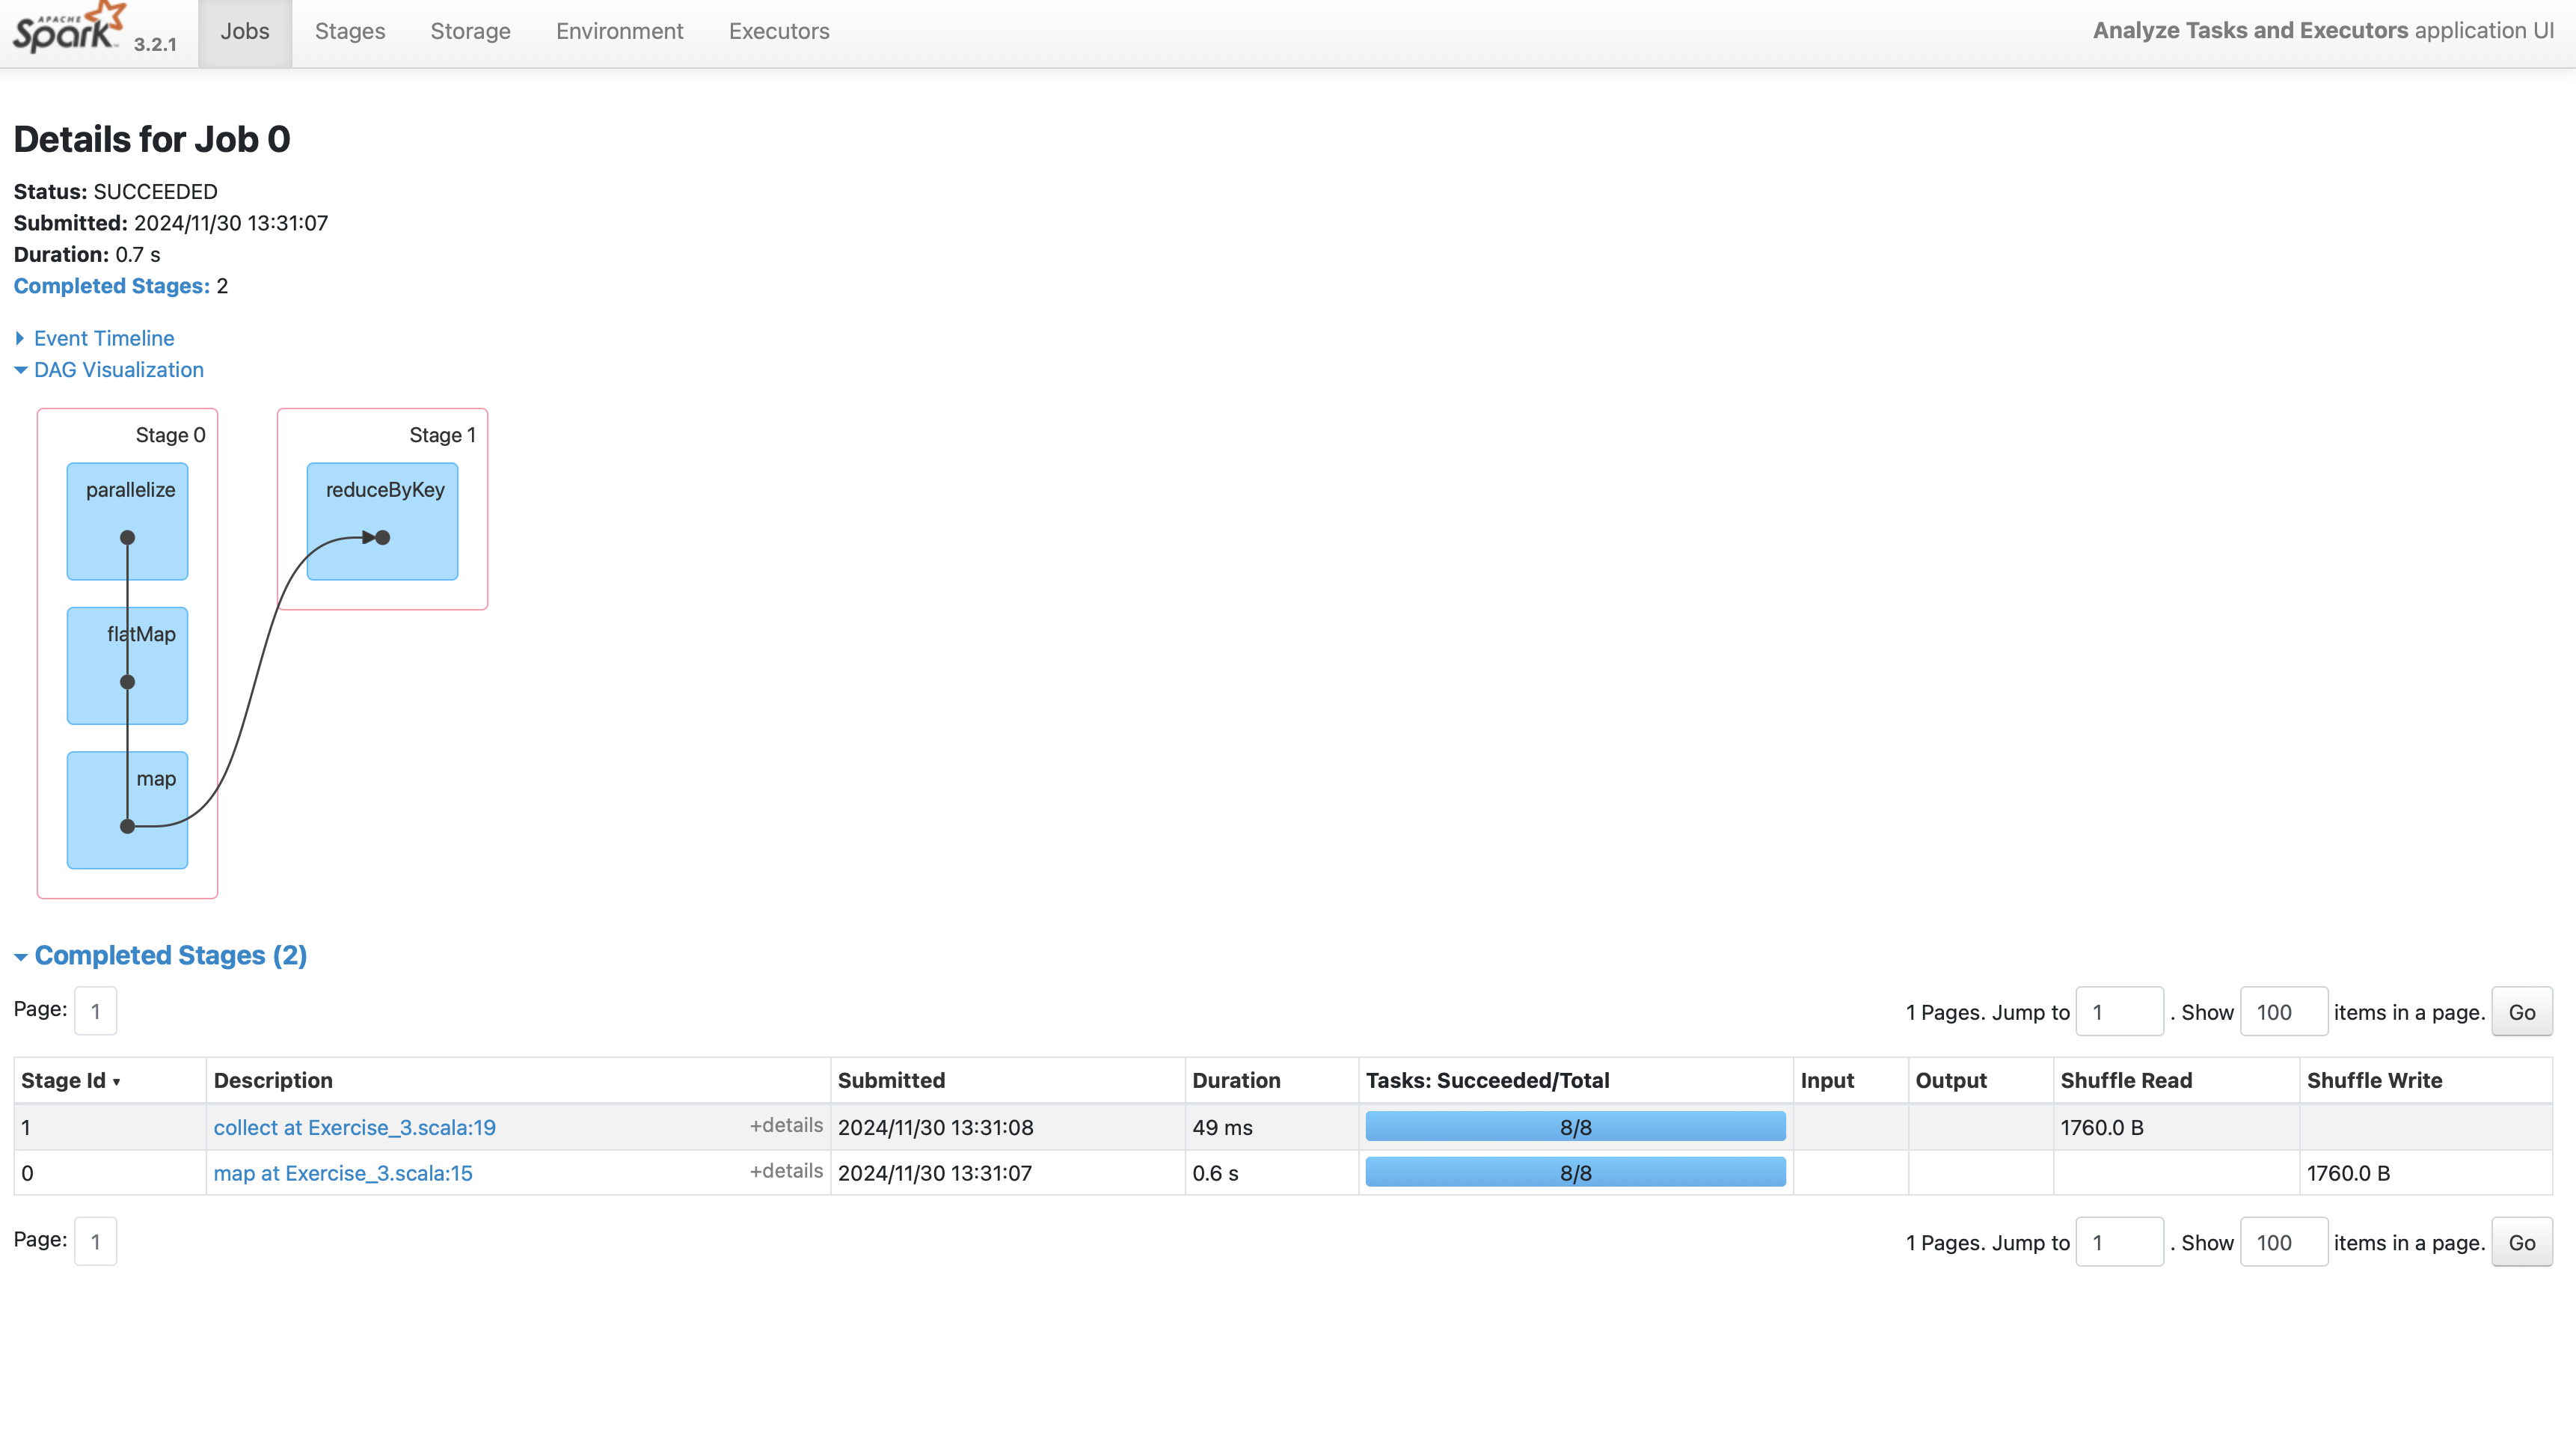 APACHE Spark 3.2.1 Jobs Stages Storage Environment Executors Analyze Tasks and Executors application UI
Details for Job 0
Status: SUCCEEDED
Submitted: 2024/11/30 13:31:07
Duration: 0.7 s
Completed Stages: 2
Event Timeline
DAG Visualization
Stage 0
parallelize
flatMap
map
Stage 1
reduceByKey
Completed Stages (2)
Page: 1 1 Pages. Jump to 1 . Show 100 items in a page. Go
Stage Id ▾ Description Submitted Duration Tasks: Succeeded/Total Input Output Shuffle Read Shuffle Write
1 collect at Exercise_3.scala:19 +details 2024/11/30 13:31:08 49 ms 8/8 1760.0 B
0 map at Exercise_3.scala:15 +details 2024/11/30 13:31:07 0.6 s 8/8 1760.0 B
Page: 1 1 Pages. Jump to 1 . Show 100 items in a page. Go